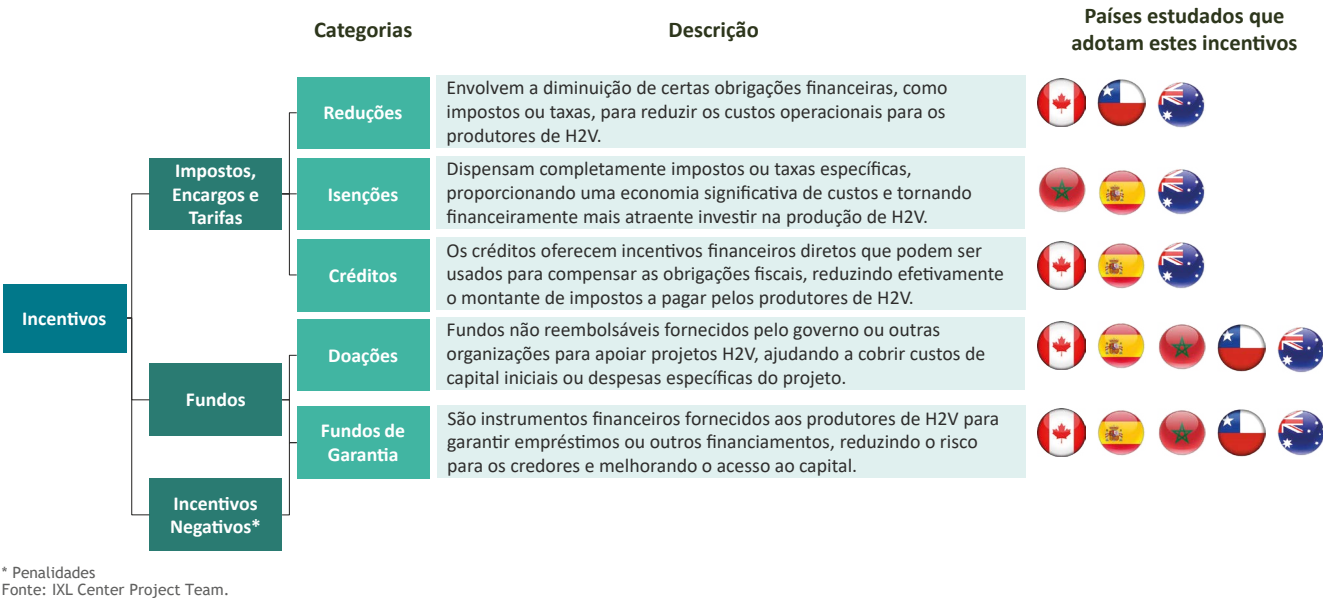 Categorias
Descrição
Países estudados que
adotam estes incentivos
Incentivos
Impostos,
Encargos e
Tarifas
Reduções
Envolvem a diminuição de certas obrigações financeiras, como
impostos ou taxas, para reduzir os custos operacionais para os
produtores de H2V.
Isenções
Dispensam completamente impostos ou taxas específicas,
proporcionando uma economia significativa de custos e tornando
financeiramente mais atraente investir na produção de H2V.
Créditos
Os créditos oferecem incentivos financeiros diretos que podem ser
usados para compensar as obrigações fiscais, reduzindo efetivamente
o montante de impostos a pagar pelos produtores de H2V.
Fundos
Doações
Fundos não reembolsáveis fornecidos pelo governo ou outras
organizações para apoiar projetos H2V, ajudando a cobrir custos de
capital iniciais ou despesas específicas do projeto.
Fundos de
Garantia
São instrumentos financeiros fornecidos aos produtores de H2V para
garantir empréstimos ou outros financiamentos, reduzindo o risco
para os credores e melhorando o acesso ao capital.
Incentivos
Negativos*
* Penalidades
Fonte: IXL Center Project Team.